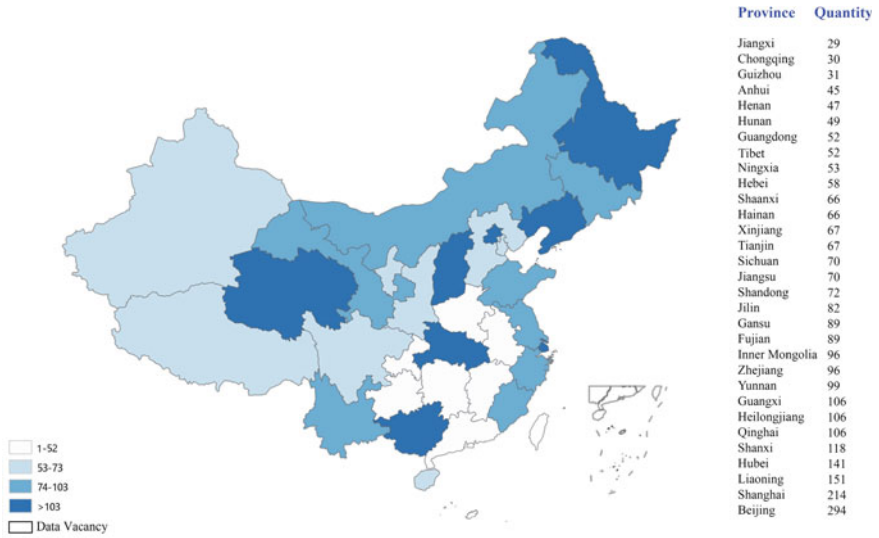 Province Quantity
Jiangxi 29
Chongqing 30
Guizhou 31
Anhui 45
Henan 47
Hunan 49
Guangdong 52
Tibet 52
Ningxia 53
Hebei 58
Shaanxi 66
Hainan 66
Xinjiang 67
Tianjin 67
Sichuan 70
Jiangsu 70
Shandong 72
Jilin 82
Gansu 89
Fujian 89
Inner Mongolia 96
Zhejiang 96
Yunnan 99
Guangxi 106
Heilongjiang 106
Qinghai 106
Shanxi 118
Hubei 141
Liaoning 151
Shanghai 214
Beijing 294
1-52
53-73
74-103
>103
Data Vacancy